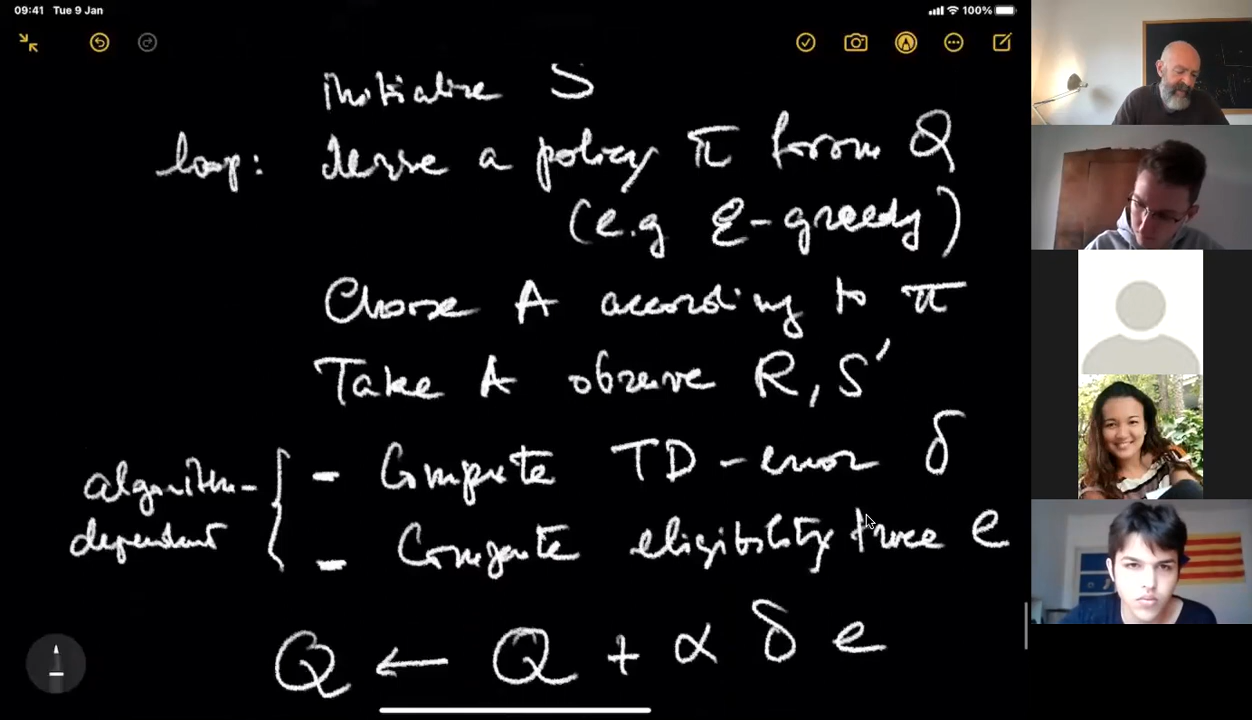 09:41 Tue 9 Jan
100%
initialize S
loop: derive a policy π from Q
(e.g ε-greedy)
Choose A according to π
Take A observe R, S'
algorithm-dependent
- Compute TD-error δ
- Compute eligibility trace e
Q ← Q + α δ e